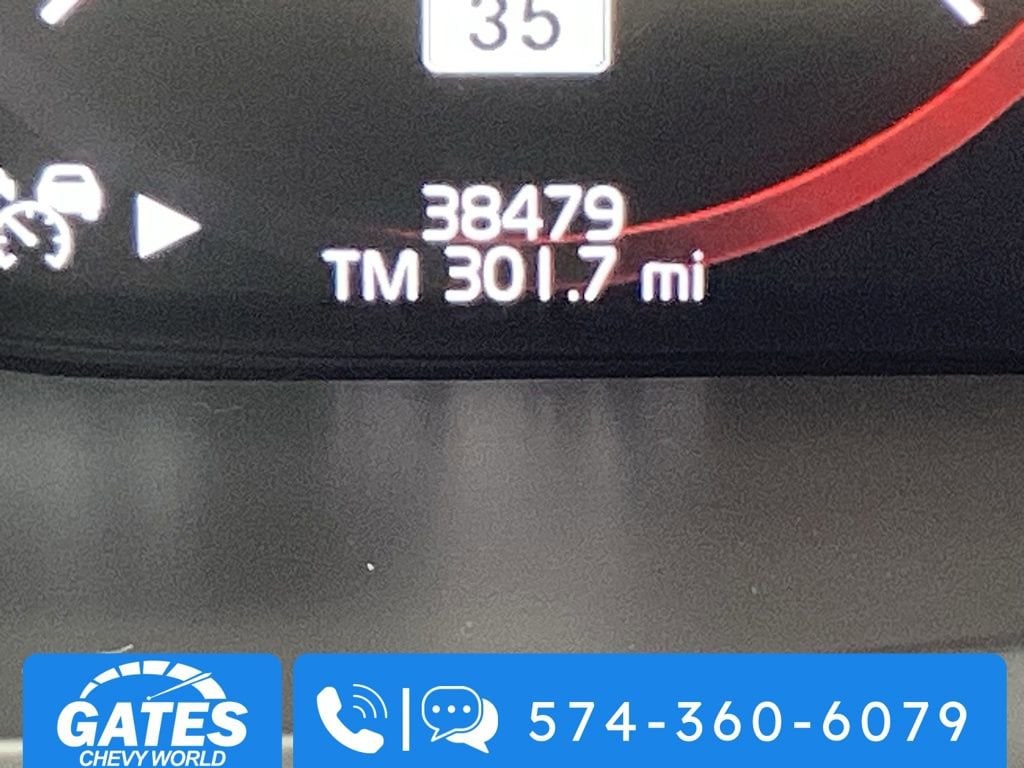 35
38479
TM 301.7 mi
GATES
CHEVY WORLD
574-360-6079